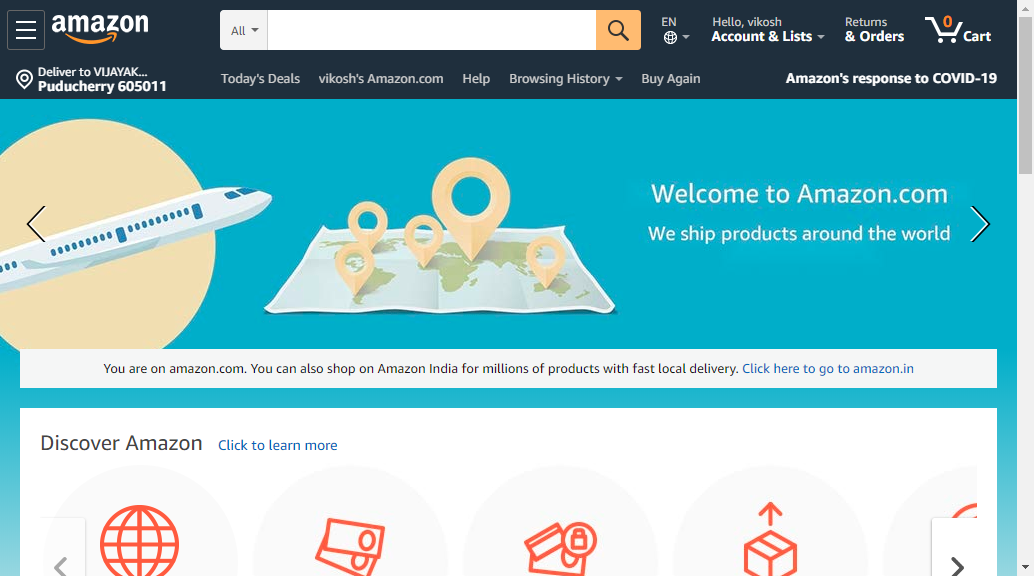 amazon
All
EN
Hello, vikosh
Account & Lists
Returns
& Orders
0
Cart
Deliver to VIJAYAK...
Puducherry 605011
Today's Deals
vikosh's Amazon.com
Help
Browsing History
Buy Again
Amazon's response to COVID-19
Welcome to Amazon.com
We ship products around the world
You are on amazon.com. You can also shop on Amazon India for millions of products with fast local delivery. Click here to go to amazon.in
Discover Amazon Click to learn more